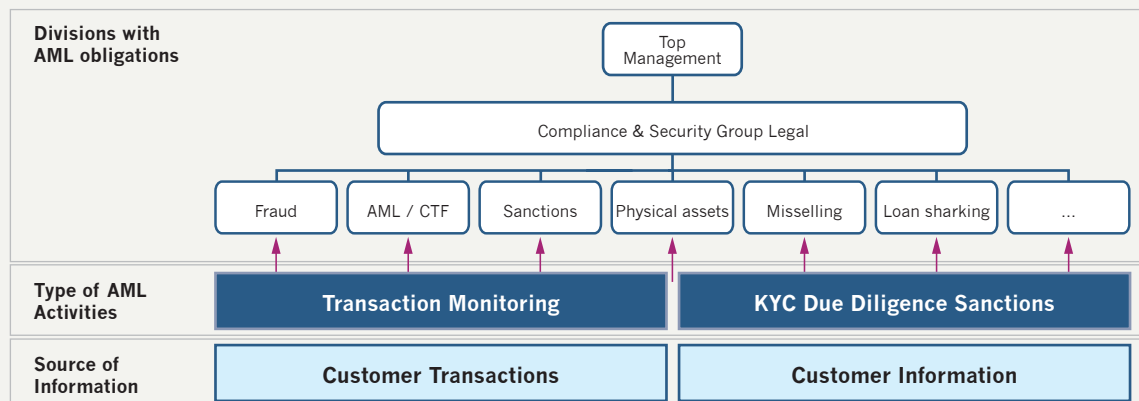 Divisions with
AML obligations
Top
Management
Compliance & Security Group Legal
Fraud
AML / CTF
Sanctions
Physical assets
Misselling
Loan sharking
...
Type of AML
Activities
Transaction Monitoring
KYC Due Diligence Sanctions
Source of
Information
Customer Transactions
Customer Information